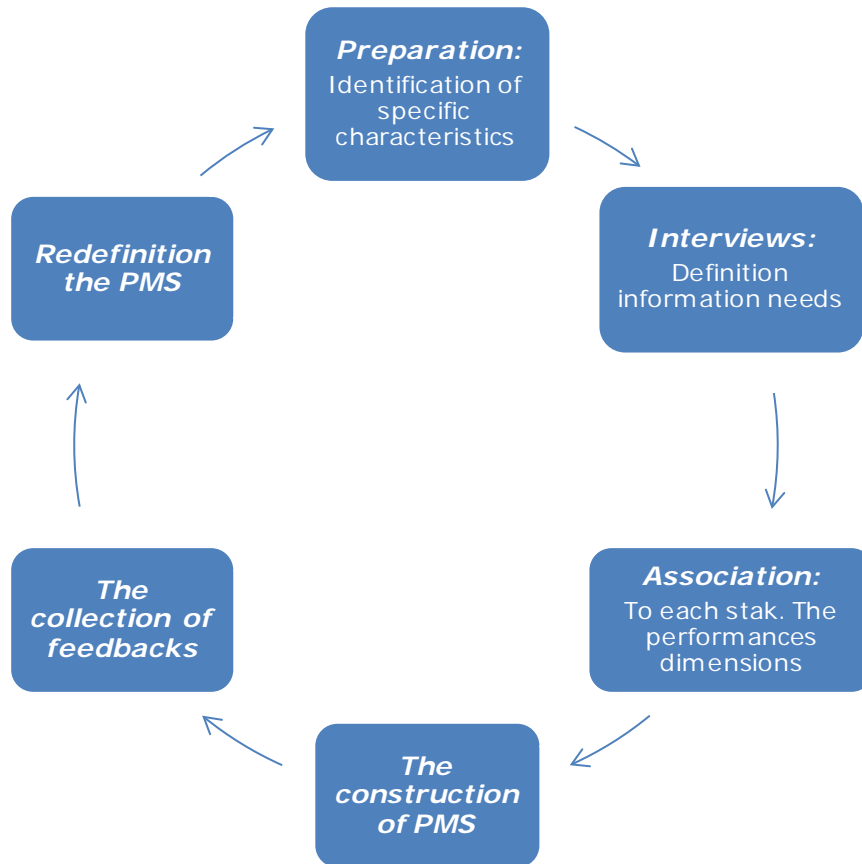 Preparation:
Identification of
specific
characteristics
Interviews:
Definition
information needs
Association:
To each stak. The
performances
dimensions
The
construction
of PMS
The
collection of
feedbacks
Redefinition
the PMS